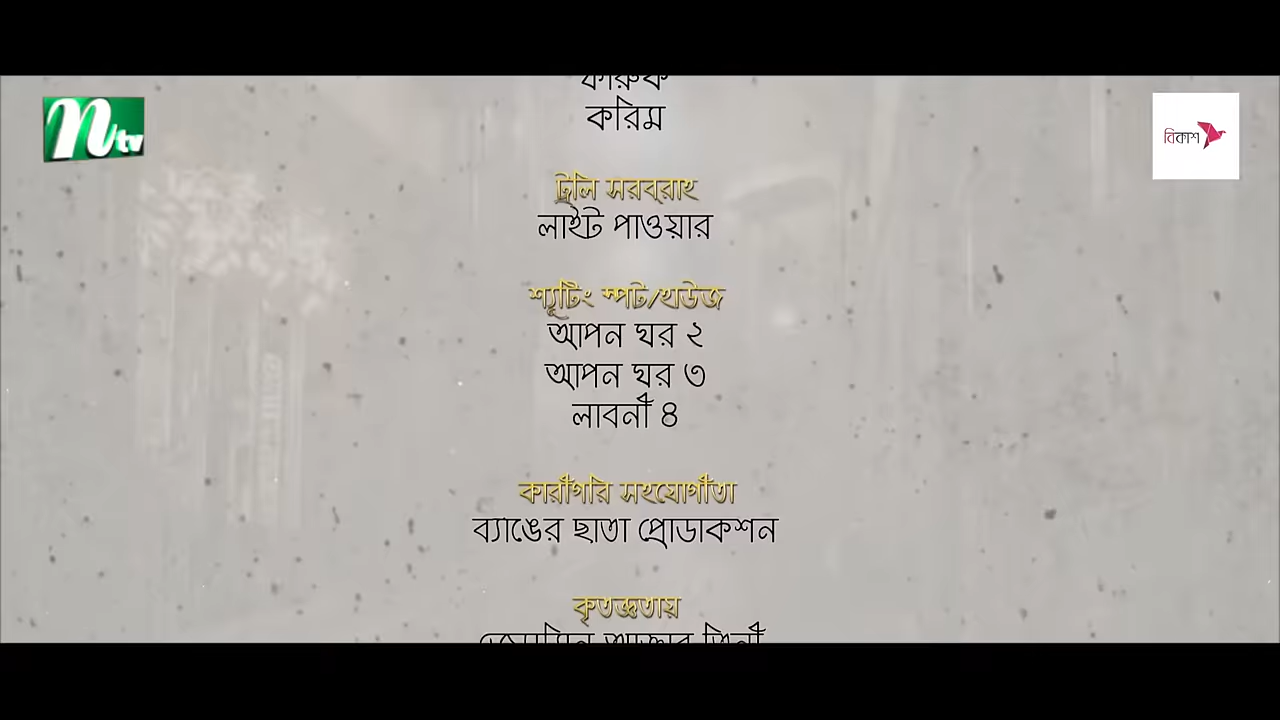 ফারুক
করিম
ntv
বিকাশ
ট্রলি সরবরাহ
লাইট পাওয়ার
শ্যূটিং স্পট/হাউজ
আপন ঘর ২
আপন ঘর ৩
লাবনী ৪
কারীগরি সহযোগীতা
ব্যাঙের ছাতা প্রোডাকশন
কৃতজ্ঞতায়